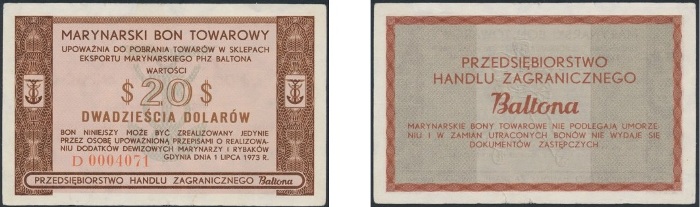 MARYNARSKI BON TOWAROWY
UPOWAŻNIA DO POBRANIA TOWARÓW W SKLEPACH
EKSPORTU MARYNARSKIEGO PHZ BALTONA
WARTOŚCI
$ 20 $
DWADZIEŚCIA DOLARÓW
BON NINIEJSZY MOŻE BYĆ ZREALIZOWANY JEDYNIE
PRZEZ OSOBĘ UPOWAŻNIONĄ PRZEPISAMI O REALIZOWA-
NIU DODATKÓW DEWIZOWYCH MARYNARZY I RYBAKÓW
D 0004071 GDYNIA DNIA 1 LIPCA 1973 R.
PRZEDSIĘBIORSTWO HANDLU ZAGRANICZNEGO Baltona
PRZEDSIĘBIORSTWO
HANDLU ZAGRANICZNEGO
Baltona
MARYNARSKIE BONY TOWAROWE NIE PODLEGAJĄ UMORZE-
NIU I W ZAMIAN UTRACONYCH BONÓW NIE WYDAJE SIĘ
DOKUMENTÓW ZASTĘPCZYCH